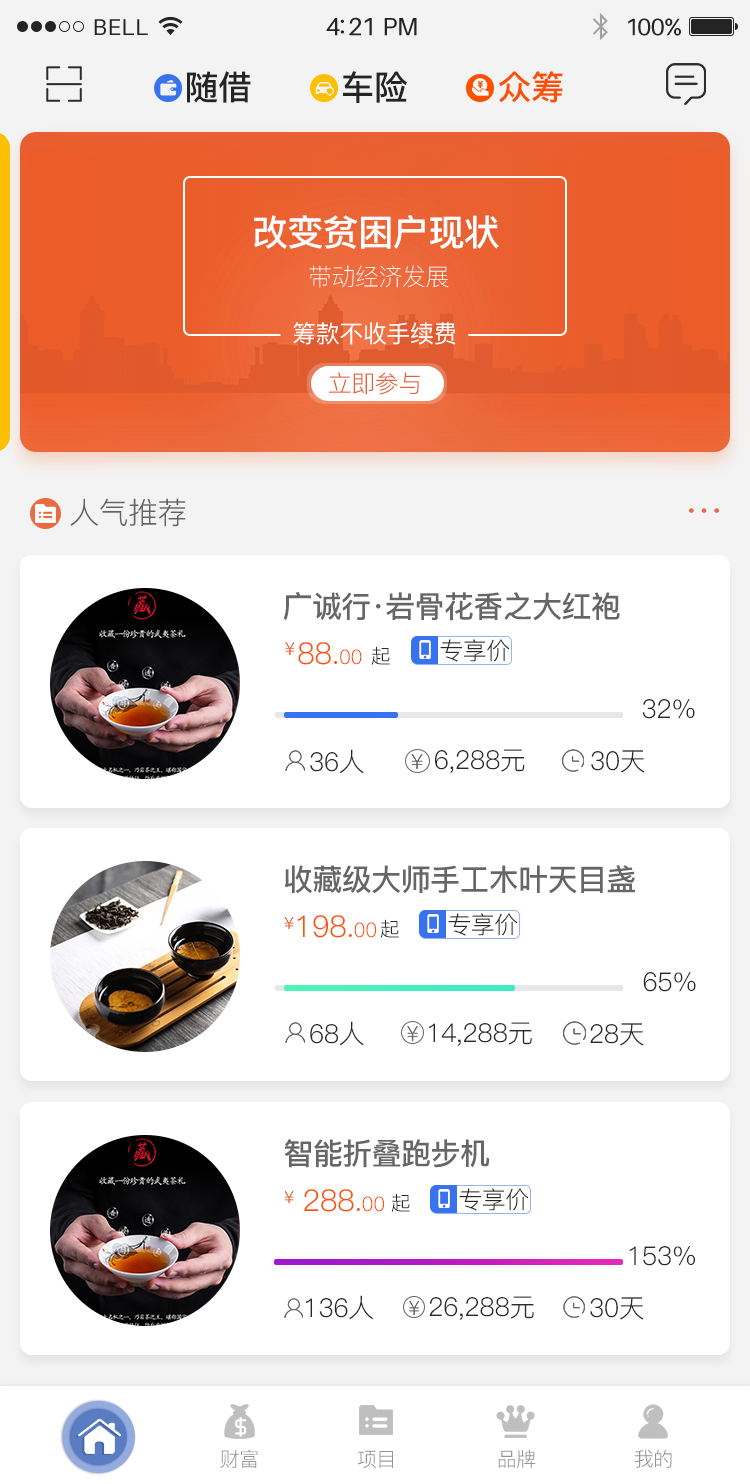 BELL 4:21 PM 100%
随借 车险 众筹
改变贫困户现状
带动经济发展
筹款不收手续费
立即参与
人气推荐 ···
藏
收藏一份珍贵的武夷茶礼
广诚行·岩骨花香之大红袍
¥88.00 起 专享价
32%
36人 ¥6,288元 30天
收藏级大师手工木叶天目盏
¥198.00起 专享价
65%
68人 ¥14,288元 28天
藏
收藏一份珍贵的武夷茶礼
智能折叠跑步机
¥ 288.00 起 专享价
153%
136人 ¥26,288元 30天
财富 项目 品牌 我的